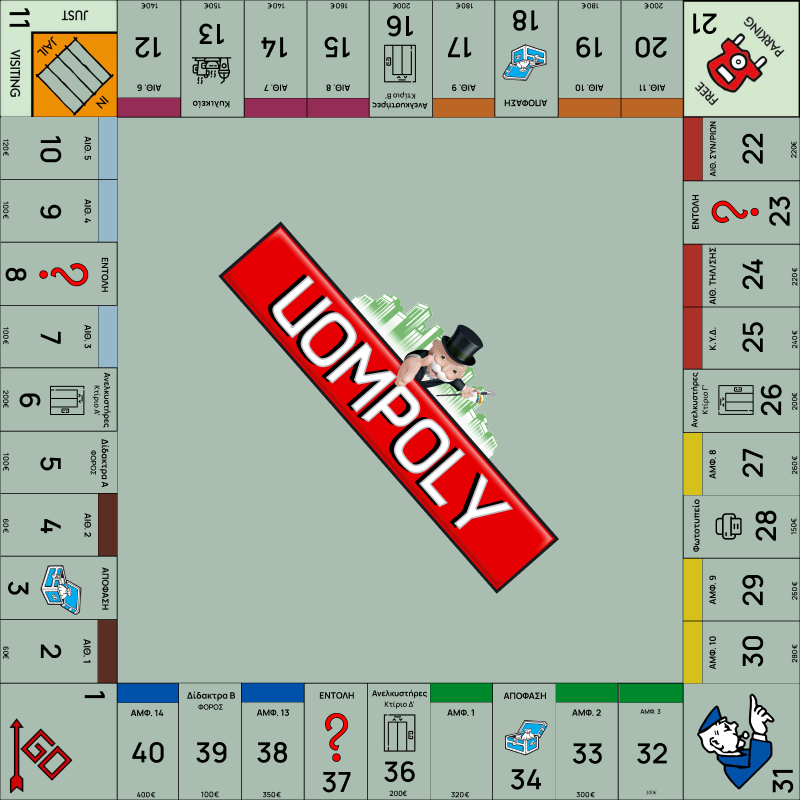 11
JUST
VISITING
IN
JAIL
140€
12
ΑΙΘ. 6
150€
13
Κυλικείο
140€
14
ΑΙΘ. 7
160€
15
ΑΙΘ. 8
200€
16
Κτίριο Β'
Ανελκυστήρες
180€
17
ΑΙΘ. 9
18
ΑΠΟΦΑΣΗ
180€
19
ΑΙΘ. 10
200€
20
ΑΙΘ. 11
21
FREE
PARKING
ΑΙΘ. ΣΥΝ/ΡΙΩΝ
22
220€
ΕΝΤΟΛΗ
?
23
ΑΙΘ. ΤΗΛ/ΣΗΣ
24
220€
Κ.Υ.Δ.
25
240€
Ανελκυστήρες
Κτίριο Γ'
26
200€
ΑΜΦ. 8
27
260€
Φωτοτυπείο
28
150€
ΑΜΦ. 9
29
260€
ΑΜΦ. 10
30
280€
31
ΑΜΦ. 3
32
ΑΜΦ. 2
33
300€
ΑΠΟΦΑΣΗ
34
ΑΜΦ. 1
320€
Ανελκυστήρες
Κτίριο Δ'
36
200€
ΕΝΤΟΛΗ
?
37
ΑΜΦ. 13
38
350€
Δίδακτρα Β
ΦΟΡΟΣ
39
100€
ΑΜΦ. 14
40
400€
1
GO
ΑΙΘ. 1
2
60€
ΑΠΟΦΑΣΗ
3
ΑΙΘ. 2
4
60€
Δίδακτρα Α
ΦΟΡΟΣ
5
100€
Ανελκυστήρες
Κτίριο Α'
6
200€
ΑΙΘ. 3
7
100€
ΕΝΤΟΛΗ
?
8
ΑΙΘ. 4
9
100€
ΑΙΘ. 5
10
120€
UOMPOLY